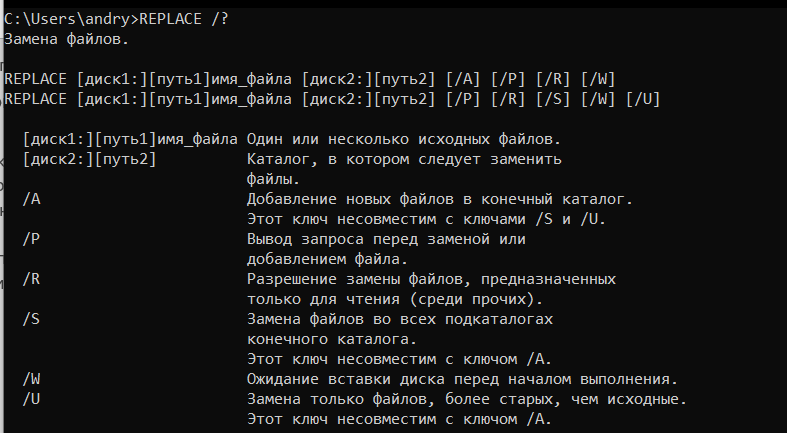 C:\Users\andry>REPLACE /?
Замена файлов.
REPLACE [диск1:][путь1]имя_файла [диск2:][путь2] [/A] [/P] [/R] [/W]
REPLACE [диск1:][путь1]имя_файла [диск2:][путь2] [/P] [/R] [/S] [/W] [/U]
[диск1:][путь1]имя_файла Один или несколько исходных файлов.
[диск2:][путь2] Каталог, в котором следует заменить
файлы.
/A Добавление новых файлов в конечный каталог.
Этот ключ несовместим с ключами /S и /U.
/P Вывод запроса перед заменой или
добавлением файла.
/R Разрешение замены файлов, предназначенных
только для чтения (среди прочих).
/S Замена файлов во всех подкаталогах
конечного каталога.
Этот ключ несовместим с ключом /A.
/W Ожидание вставки диска перед началом выполнения.
/U Замена только файлов, более старых, чем исходные.
Этот ключ несовместим с ключом /A.